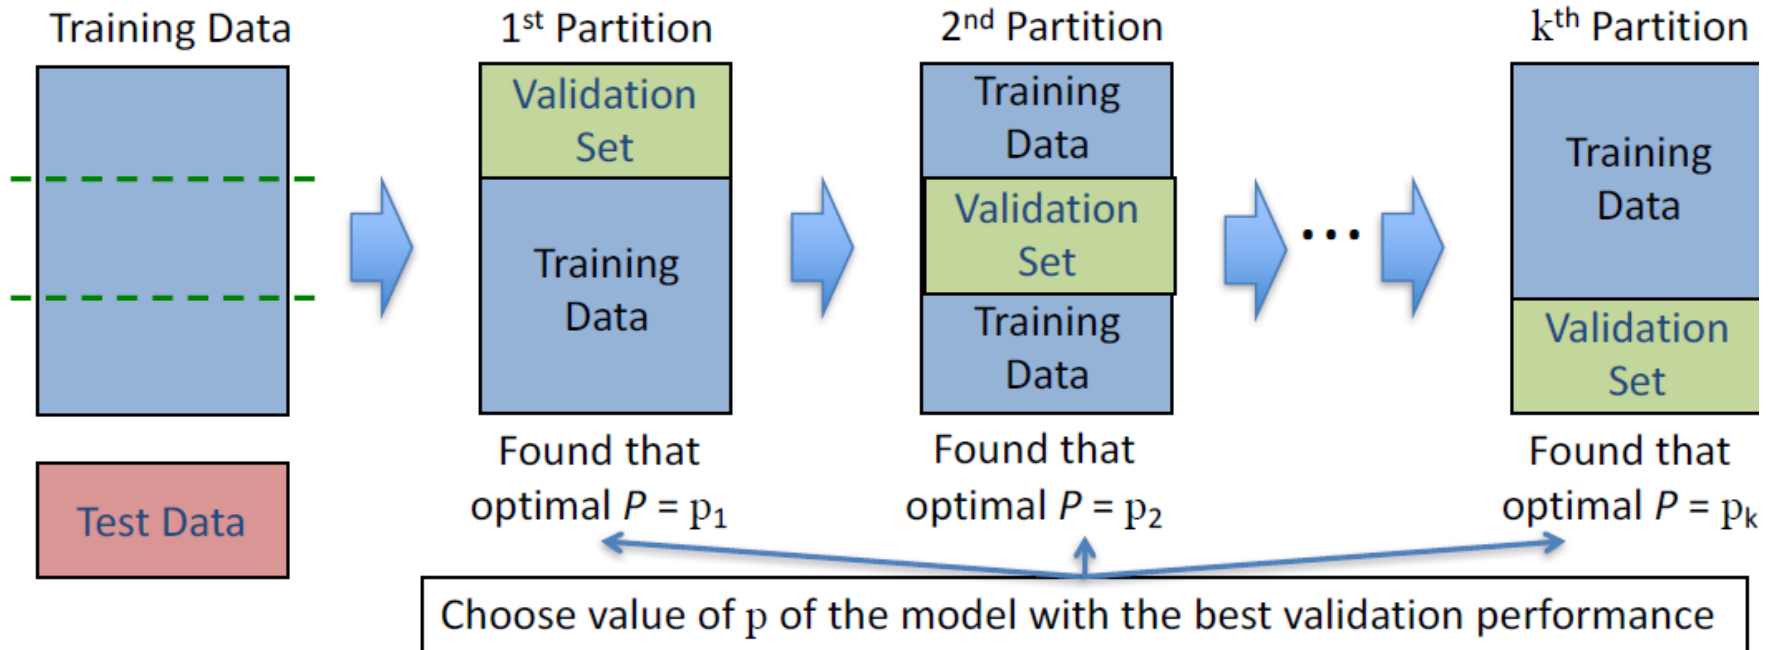 Training Data
Test Data
1st Partition
Validation
Set
Training
Data
Found that
optimal P = p1
2nd Partition
Training
Data
Validation
Set
Training
Data
Found that
optimal P = p2
...
kth Partition
Training
Data
Validation
Set
Found that
optimal P = pk
Choose value of p of the model with the best validation performance